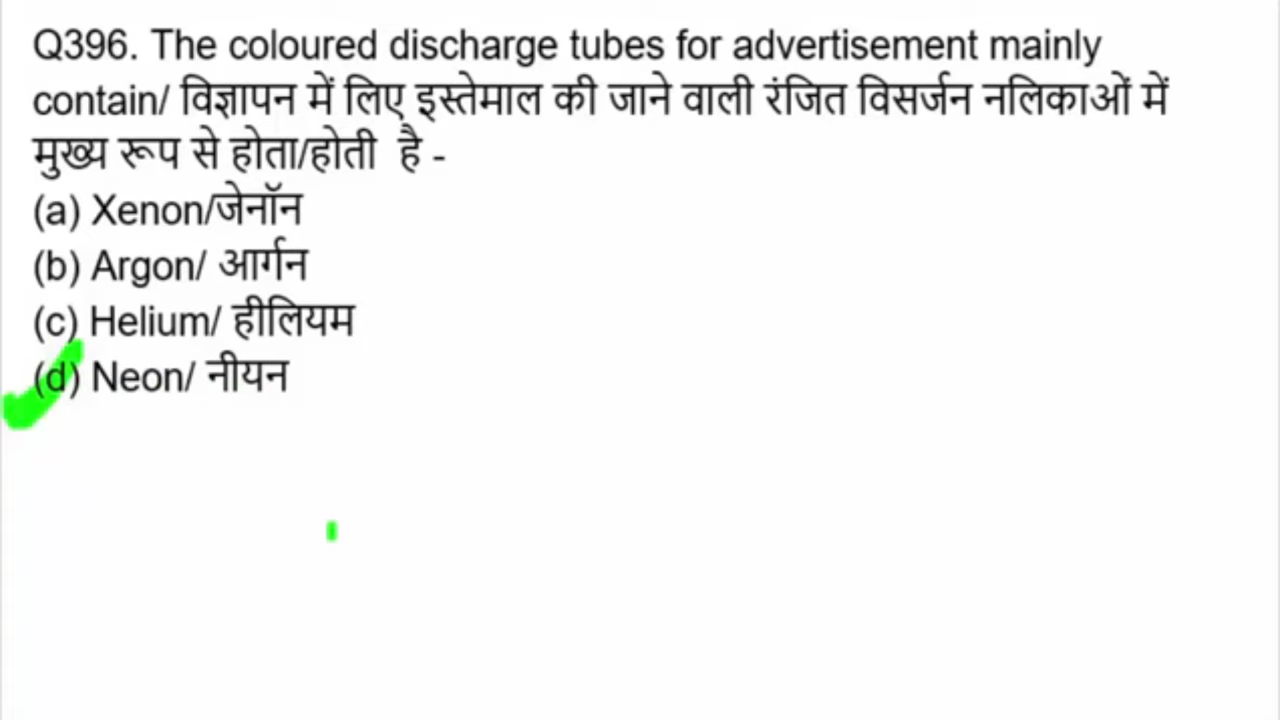 Q396. The coloured discharge tubes for advertisement mainly
contain/ विज्ञापन में लिए इस्तेमाल की जाने वाली रंजित विसर्जन नलिकाओं में
मुख्य रूप से होता/होती है -
(a) Xenon/जेनॉन
(b) Argon/ आर्गन
(c) Helium/ हीलियम
(d) Neon/ नीयन